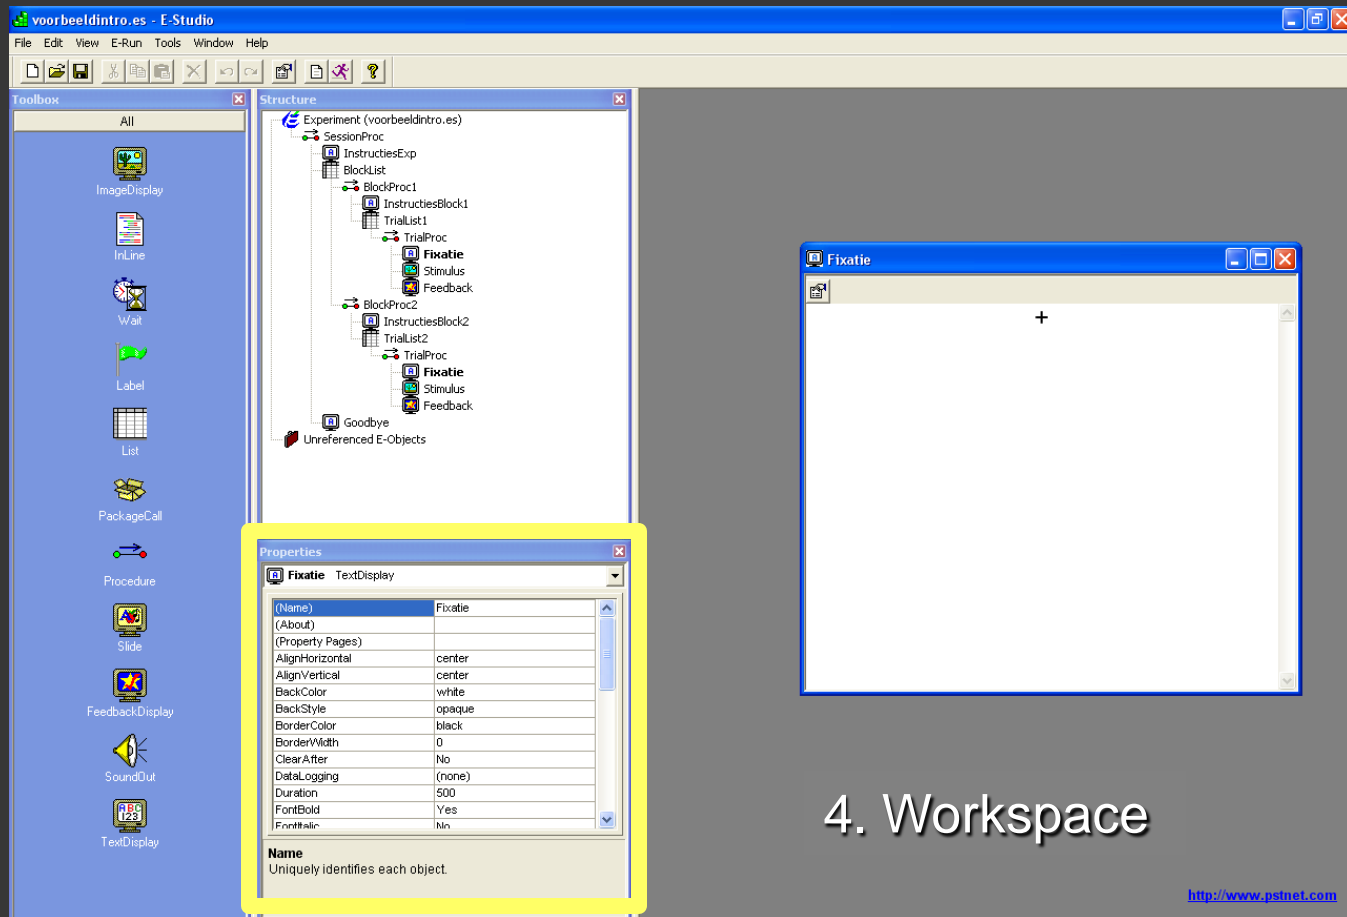 voorbeeldintro.es - E-Studio
File Edit View E-Run Tools Window Help
Toolbox
All
ImageDisplay
InLine
Wait
Label
List
PackageCall
Procedure
Slide
FeedbackDisplay
SoundOut
TextDisplay
Structure
Experiment (voorbeeldintro.es)
SessionProc
InstructiesExp
BlockList
BlockProc1
InstructiesBlock1
TrialList1
TrialProc
Fixatie
Stimulus
Feedback
BlockProc2
InstructiesBlock2
TrialList2
TrialProc
Fixatie
Stimulus
Feedback
Goodbye
Unreferenced E-Objects
Properties
Fixatie TextDisplay
(Name) Fixatie
(About)
(Property Pages)
AlignHorizontal center
AlignVertical center
BackColor white
BackStyle opaque
BorderColor black
BorderWidth 0
ClearAfter No
DataLogging (none)
Duration 500
FontBold Yes
FontItalic No
Name
Uniquely identifies each object.
Fixatie
+
4. Workspace
http://www.pstnet.com